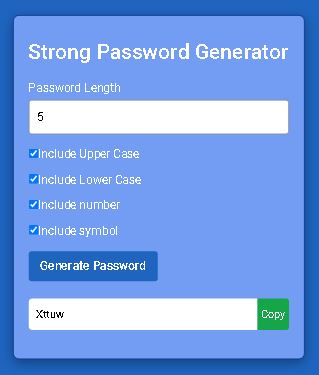 Strong Password Generator
Password Length
5
Include Upper Case
Include Lower Case
Include number
Include symbol
Generate Password
Xttuw
Copy